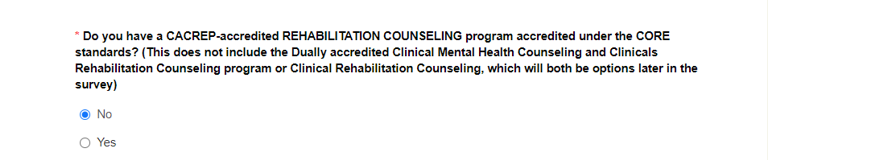 * Do you have a CACREP-accredited REHABILITATION COUNSELING program accredited under the CORE
standards? (This does not include the Dually accredited Clinical Mental Health Counseling and Clinicals
Rehabilitation Counseling program or Clinical Rehabilitation Counseling, which will both be options later in the
survey)
No
Yes